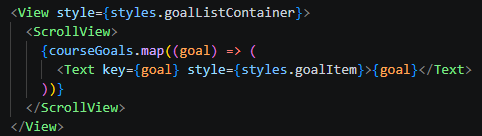 <View style={styles.goalListContainer}>
<ScrollView>
{courseGoals.map((goal) => (
<Text key={goal} style={styles.goalItem}>{goal}</Text>
))}
</ScrollView>
</View>